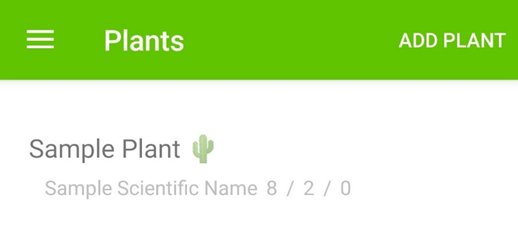 Plants ADD PLANT
Sample Plant 🌵
Sample Scientific Name 8 / 2 / 0